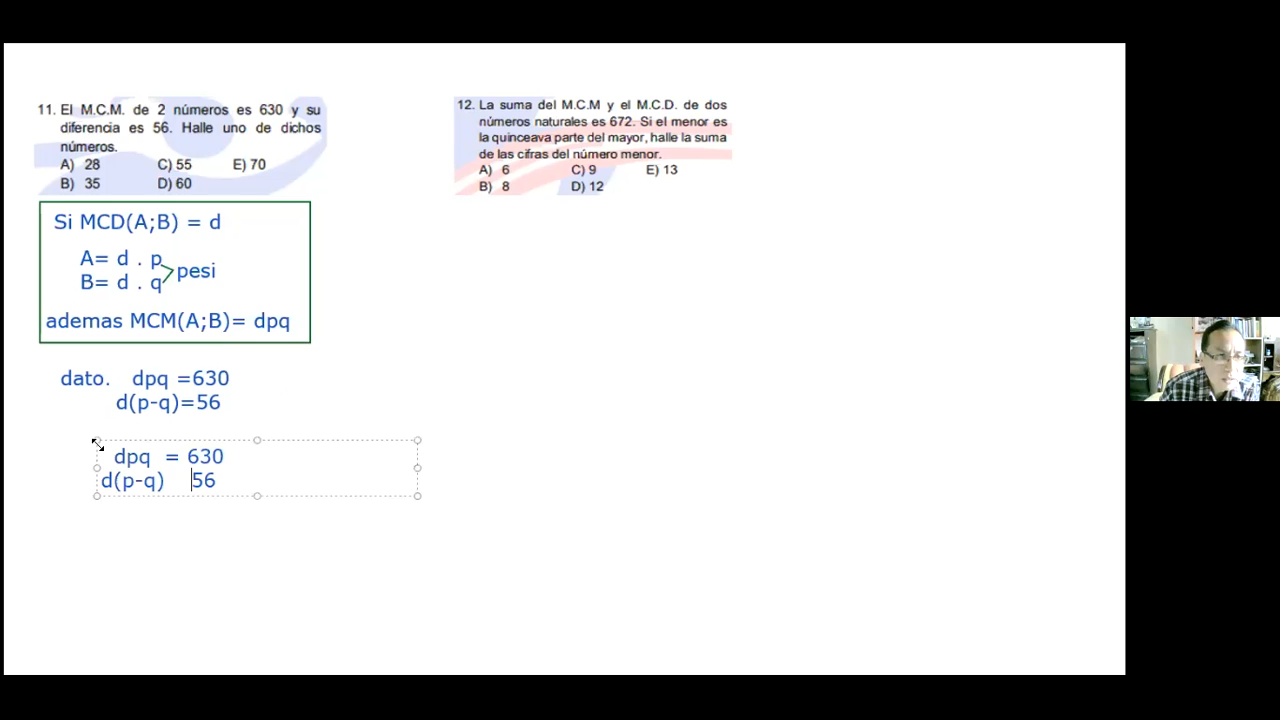 11. El M.C.M. de 2 números es 630 y su
diferencia es 56. Halle uno de dichos
números.
A) 28 C) 55 E) 70
B) 35 D) 60
Si MCD(A;B) = d
A= d . p
B= d . q
pesi
ademas MCM(A;B)= dpq
dato. dpq =630
d(p-q)=56
dpq = 630
d(p-q) 56
12. La suma del M.C.M y el M.C.D. de dos
números naturales es 672. Si el menor es
la quinceava parte del mayor, halle la suma
de las cifras del número menor.
A) 6 C) 9 E) 13
B) 8 D) 12